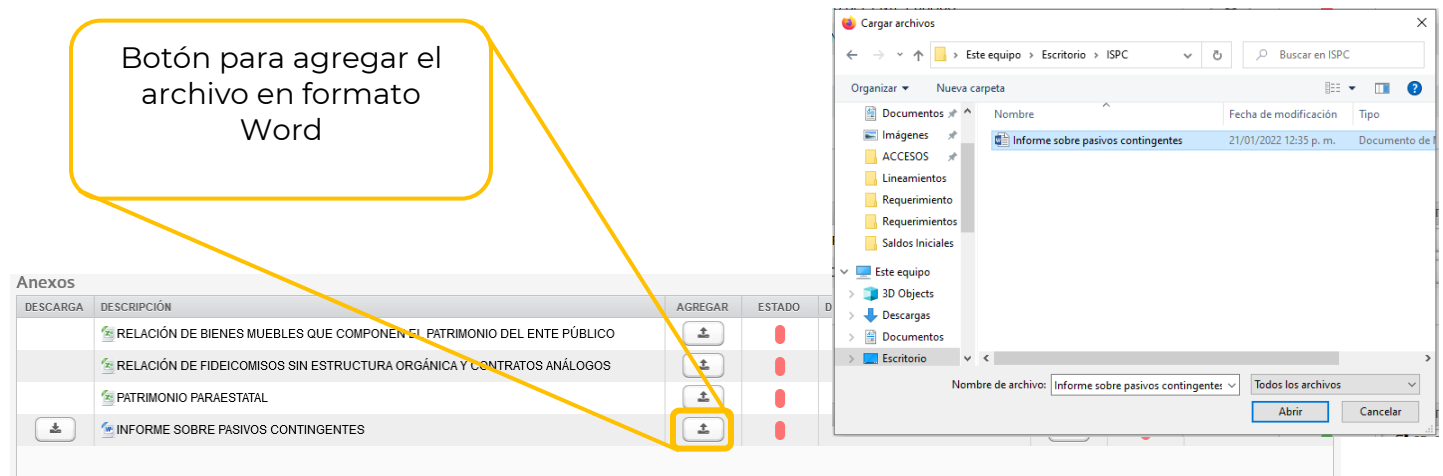 Botón para agregar el
archivo en formato
Word
Anexos
DESCARGA DESCRIPCIÓN AGREGAR ESTADO D
RELACIÓN DE BIENES MUEBLES QUE COMPONEN EL PATRIMONIO DEL ENTE PÚBLICO
RELACIÓN DE FIDEICOMISOS SIN ESTRUCTURA ORGÁNICA Y CONTRATOS ANÁLOGOS
PATRIMONIO PARAESTATAL
INFORME SOBRE PASIVOS CONTINGENTES
Cargar archivos
Este equipo > Escritorio > ISPC
Buscar en ISPC
Organizar Nueva carpeta
Nombre Fecha de modificación Tipo
Informe sobre pasivos contingentes 21/01/2022 12:35 p. m. Documento de
Documentos
Imágenes
ACCESOS
Lineamientos
Requerimiento
Requerimientos
Saldos Iniciales
Este equipo
3D Objects
Descargas
Documentos
Escritorio
Nombre de archivo: Informe sobre pasivos contingentes Todos los archivos
Abrir Cancelar